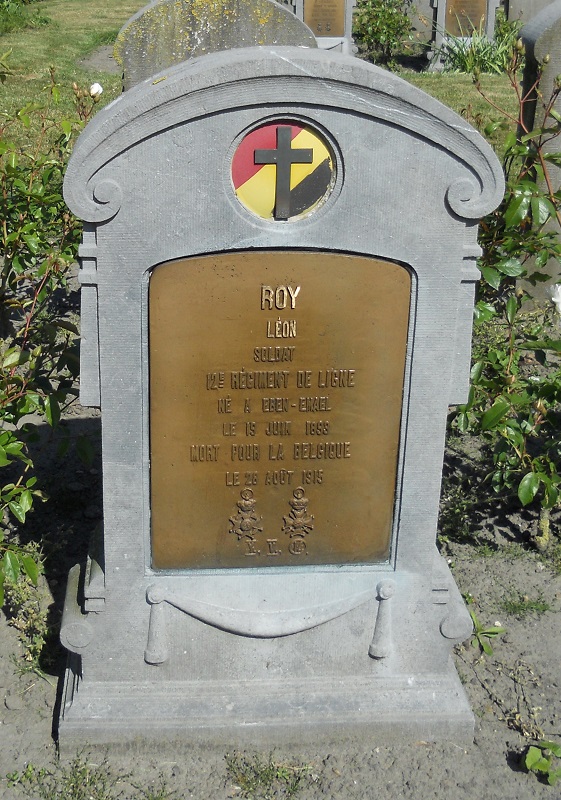 ROY
LÉON
SOLDAT
12E RÉGIMENT DE LIGNE
NÉ A EBEN-EMAEL
LE 19 JUIN 1893
MORT POUR LA BELGIQUE
LE 28 AOÛT 1915